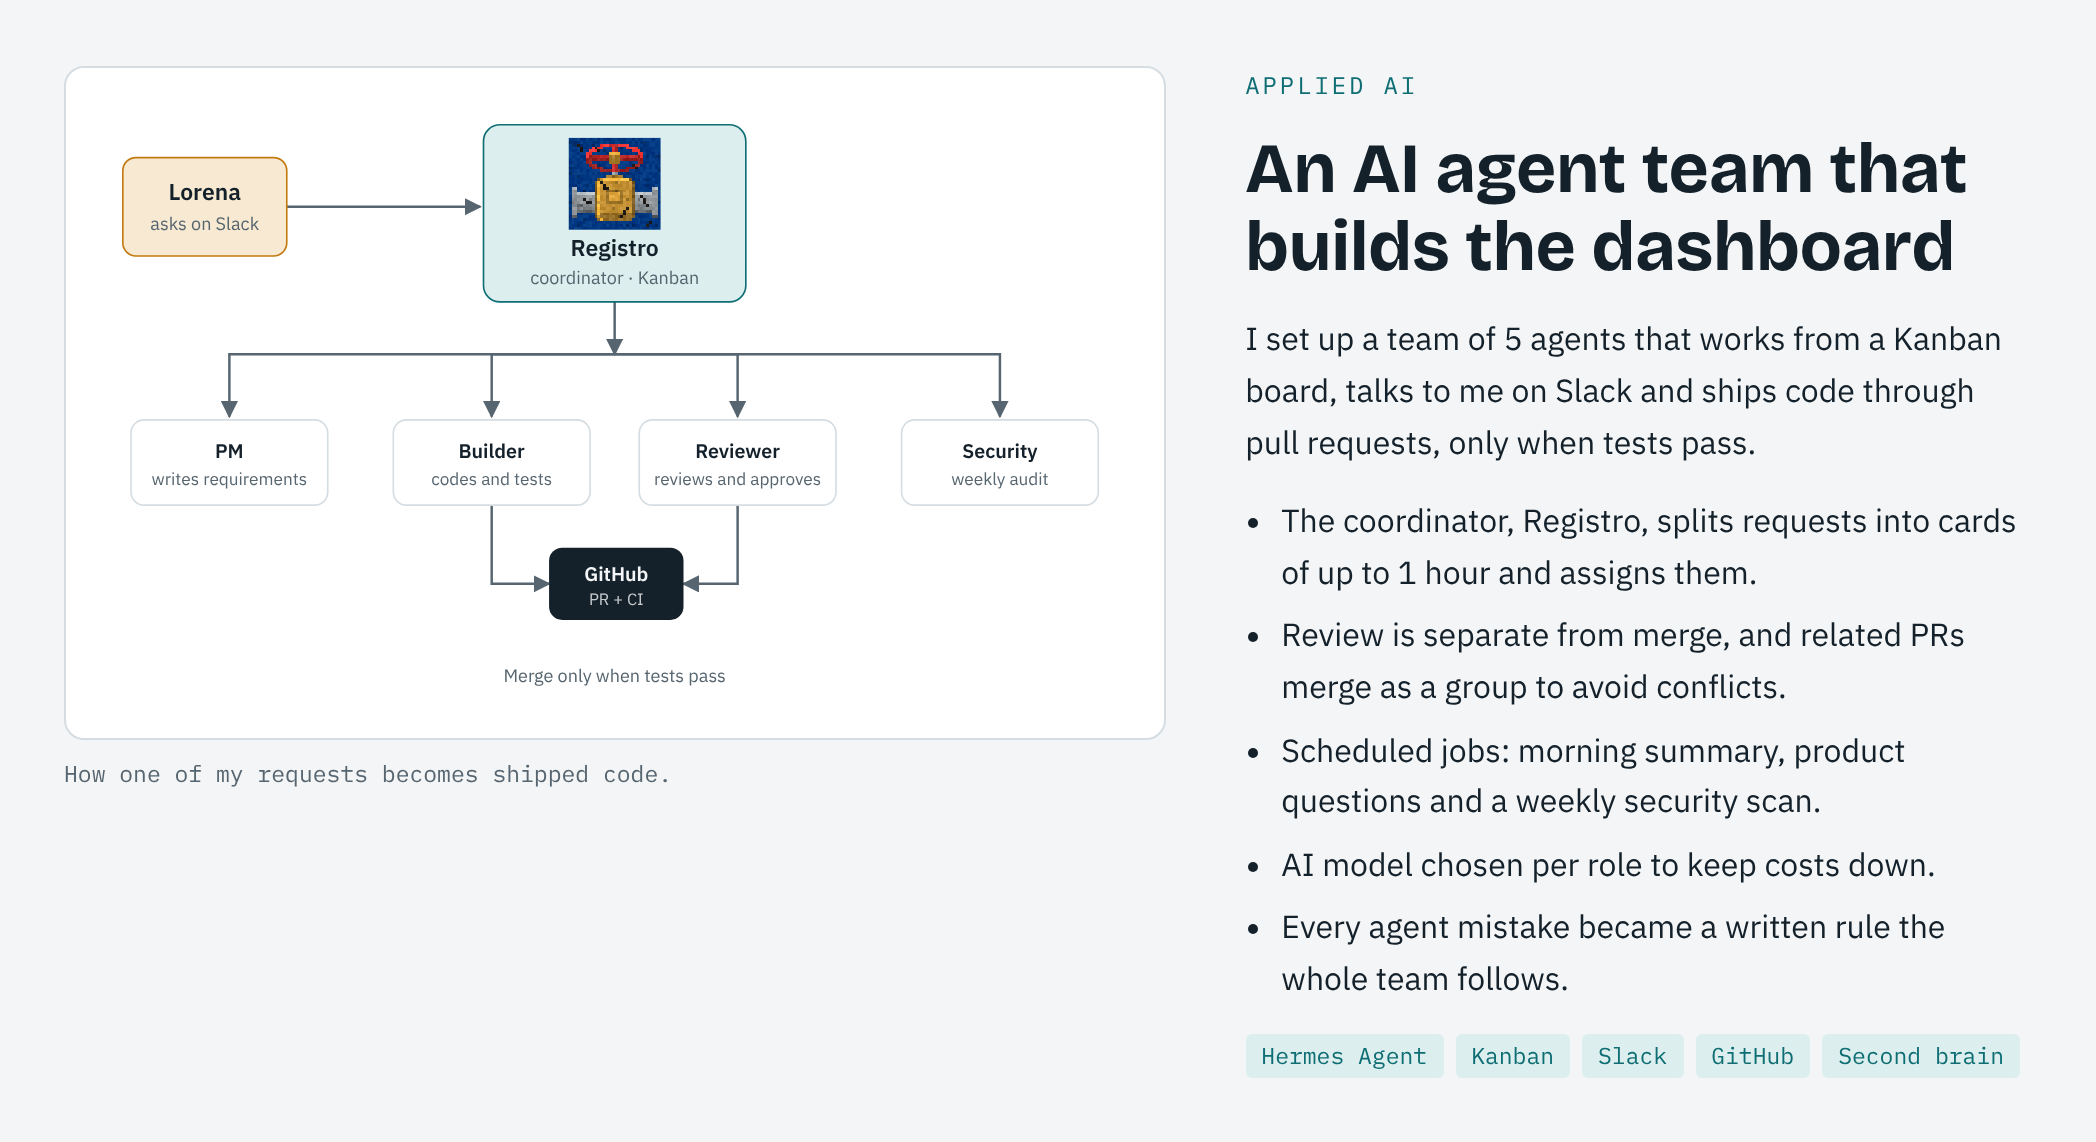 Lorena
asks on Slack
Registro
coordinator · Kanban
PM
writes requirements
Builder
codes and tests
Reviewer
reviews and approves
Security
weekly audit
GitHub
PR + CI
Merge only when tests pass
How one of my requests becomes shipped code.
APPLIED AI
An AI agent team that
builds the dashboard
I set up a team of 5 agents that works from a Kanban
board, talks to me on Slack and ships code through
pull requests, only when tests pass.
• The coordinator, Registro, splits requests into cards
of up to 1 hour and assigns them.
• Review is separate from merge, and related PRs
merge as a group to avoid conflicts.
• Scheduled jobs: morning summary, product
questions and a weekly security scan.
• AI model chosen per role to keep costs down.
• Every agent mistake became a written rule the
whole team follows.
Hermes Agent Kanban Slack GitHub Second brain